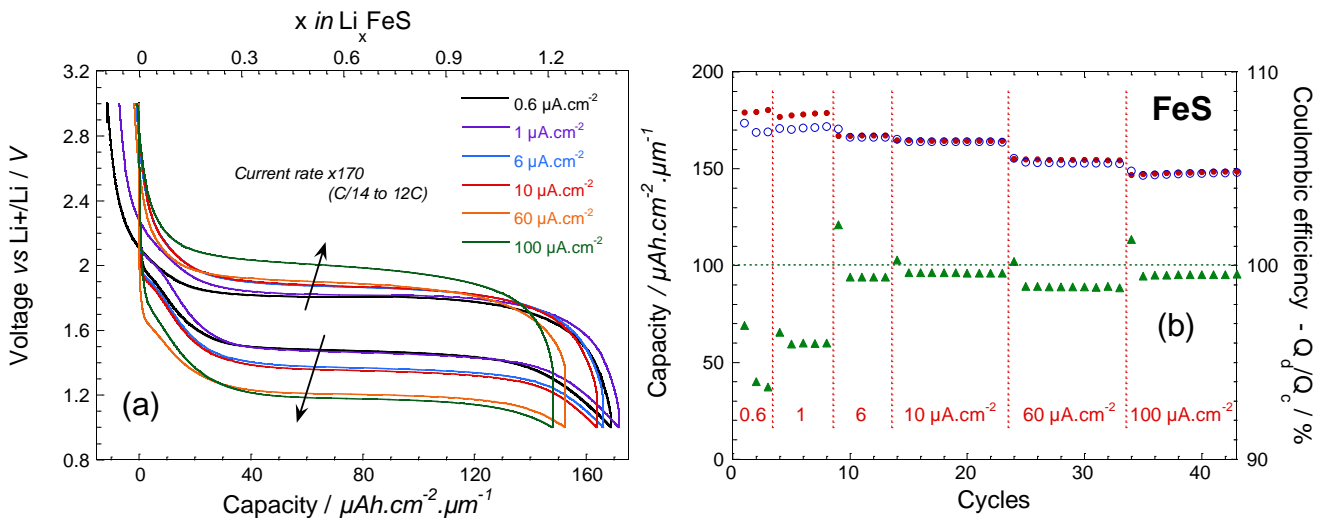 x in LixFeS
0 0.3 0.6 0.9 1.2
3.2
2.8
2.4
2.0
1.6
1.2
0.8
Voltage vs Li+/Li / V
0.6 µA.cm-2
1 µA.cm-2
6 µA.cm-2
10 µA.cm-2
60 µA.cm-2
100 µA.cm-2
Current rate x170
(C/14 to 12C)
(a)
0 40 80 120 160
Capacity / µAh.cm-2.µm-1
200
150
100
50
0
Capacity / µAh.cm-2.µm-1
FeS
(b)
0.6 1 6 10 µA.cm-2 60 µA.cm-2 100 µA.cm-2
0 10 20 30 40
Cycles
110
100
90
Coulombic efficiency - Qd/Qc / %